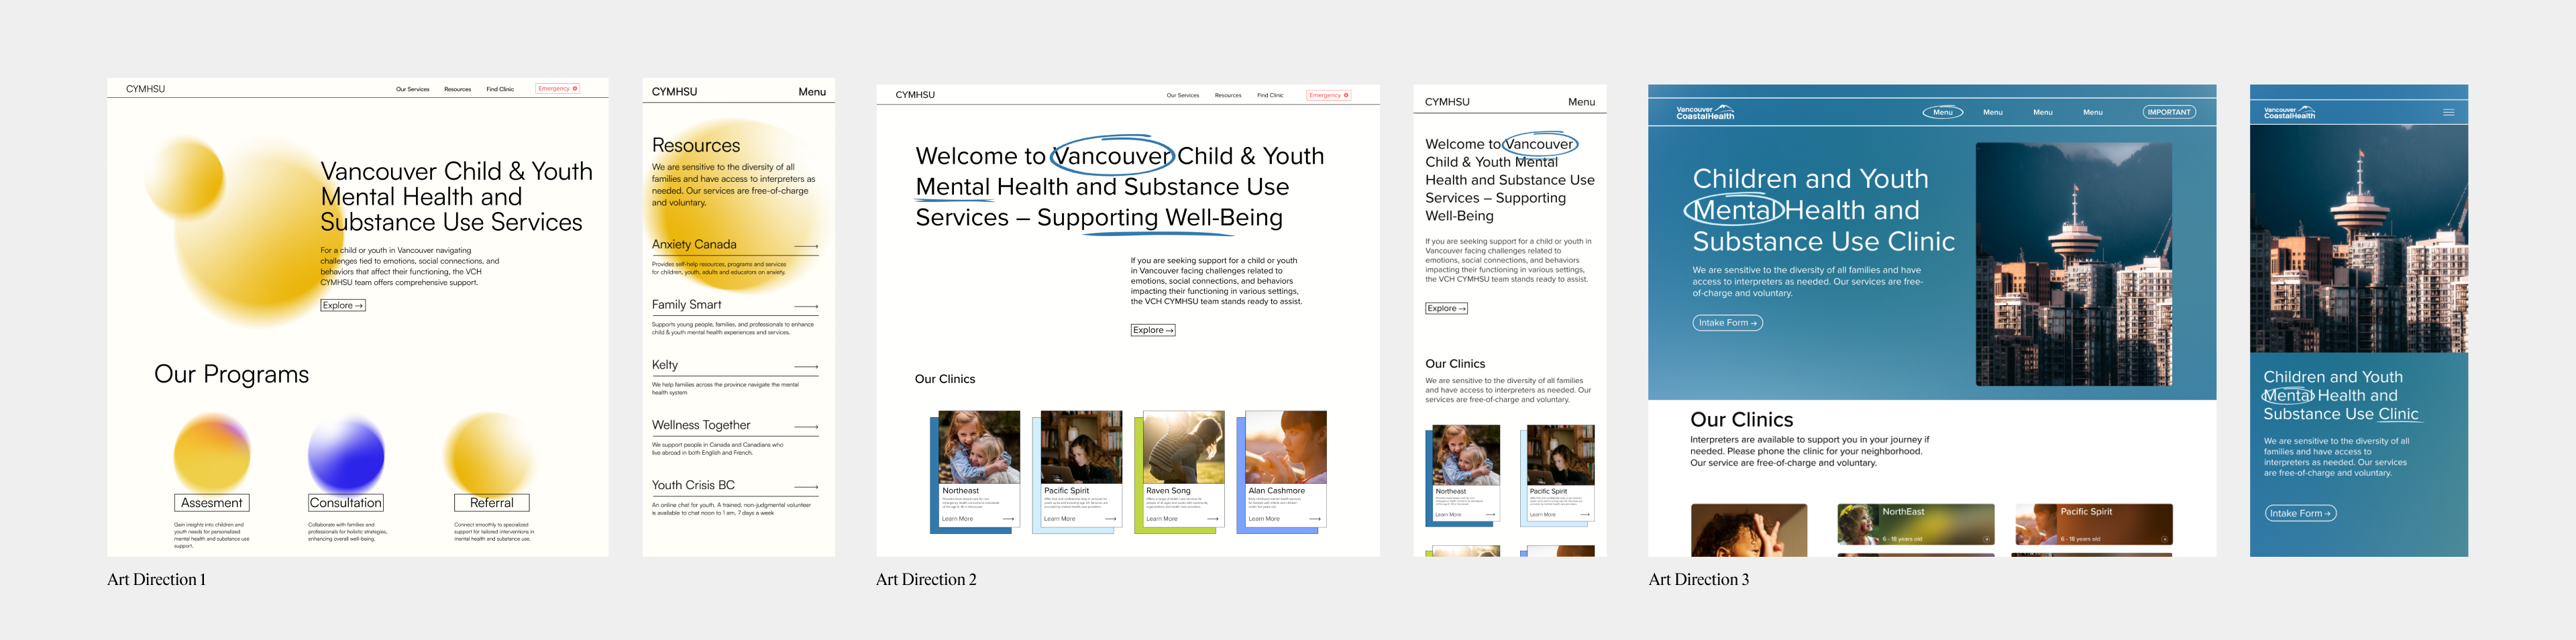 CYMHSU
Our Services
Resources
Find Clinic
Emergency
Vancouver Child & Youth
Mental Health and
Substance Use Services
For a child or youth in Vancouver navigating
challenges tied to emotions, social connections, and
behaviors that affect their functioning, the VCH
CYMHSU team offers comprehensive support.
Explore →
Our Programs
Assesment
Gain insights into children and
youth needs for personalized
mental health and substance use
support.
Consultation
Collaborate with families and
professionals for holistic strategies,
enhancing overall well-being.
Referral
Connect smoothly to specialized
support for tailored interventions in
mental health and substance use.
CYMHSU
Menu
Resources
We are sensitive to the diversity of all
families and have access to interpreters as
needed. Our services are free-of-charge
and voluntary.
Anxiety Canada
Provides self-help resources, programs and services
for children, youth, adults and educators on anxiety.
Family Smart
Supports young people, families, and professionals to enhance
child & youth mental health experiences and services.
Kelty
We help families across the province navigate the mental
health system
Wellness Together
We support people in Canada and Canadians who
live abroad in both English and French.
Youth Crisis BC
An online chat for youth. A trained, non-judgmental volunteer
is available to chat noon to 1 am, 7 days a week
Art Direction 1
CYMHSU
Our Services
Resources
Find Clinic
Emergency
Welcome to Vancouver Child & Youth
Mental Health and Substance Use
Services – Supporting Well-Being
If you are seeking support for a child or youth
in Vancouver facing challenges related to
emotions, social connections, and behaviors
impacting their functioning in various settings,
the VCH CYMHSU team stands ready to assist.
Explore →
Our Clinics
Northeast
Learn More
Pacific Spirit
Learn More
Raven Song
Learn More
Alan Cashmore
Learn More
CYMHSU
Menu
Welcome to Vancouver
Child & Youth Mental
Health and Substance Use
Services – Supporting
Well-Being
If you are seeking support for a child or youth in
Vancouver facing challenges related to
emotions, social connections, and behaviors
impacting their functioning in various settings,
the VCH CYMHSU team stands ready to assist.
Explore →
Our Clinics
We are sensitive to the diversity of all families
and have access to interpreters as needed. Our
services are free-of-charge and voluntary.
Northeast
Learn More
Pacific Spirit
Learn More
Art Direction 2
Vancouver
CoastalHealth
Menu
Menu
Menu
Menu
IMPORTANT
Children and Youth
Mental Health and
Substance Use Clinic
We are sensitive to the diversity of all families and have
access to interpreters as needed. Our services are free-
of-charge and voluntary.
Intake Form →
Our Clinics
Interpreters are available to support you in your journey if
needed. Please phone the clinic for your neighborhood.
Our service are free-of-charge and voluntary.
NorthEast
6 - 18 years old
Pacific Spirit
6 - 18 years old
Vancouver
CoastalHealth
Children and Youth
Mental Health and
Substance Use Clinic
We are sensitive to the diversity of all
families and have access to
interpreters as needed. Our services
are free-of-charge and voluntary.
Intake Form →
Art Direction 3